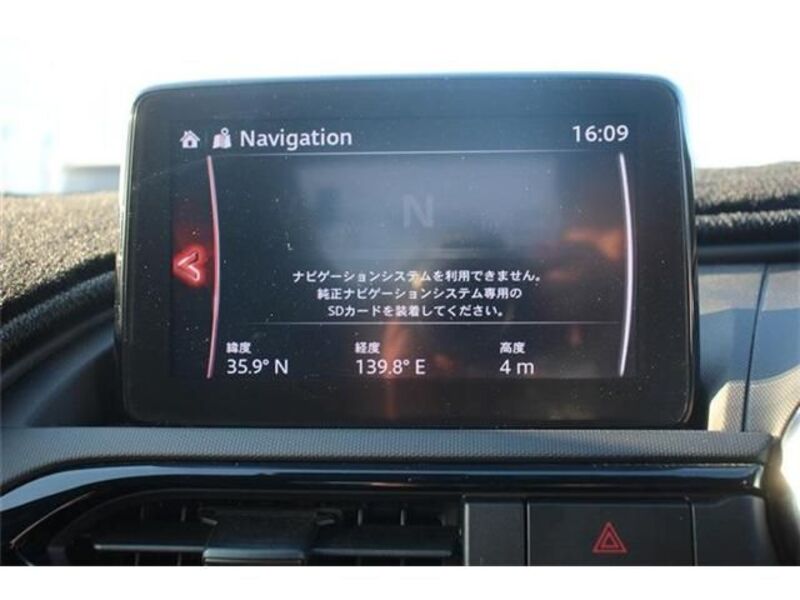 Navigation 16:09
N
ナビゲーションシステムを利用できません。
純正ナビゲーションシステム専用の
SDカードを装着してください。
緯度 経度 高度
35.9° N 139.8° E 4 m